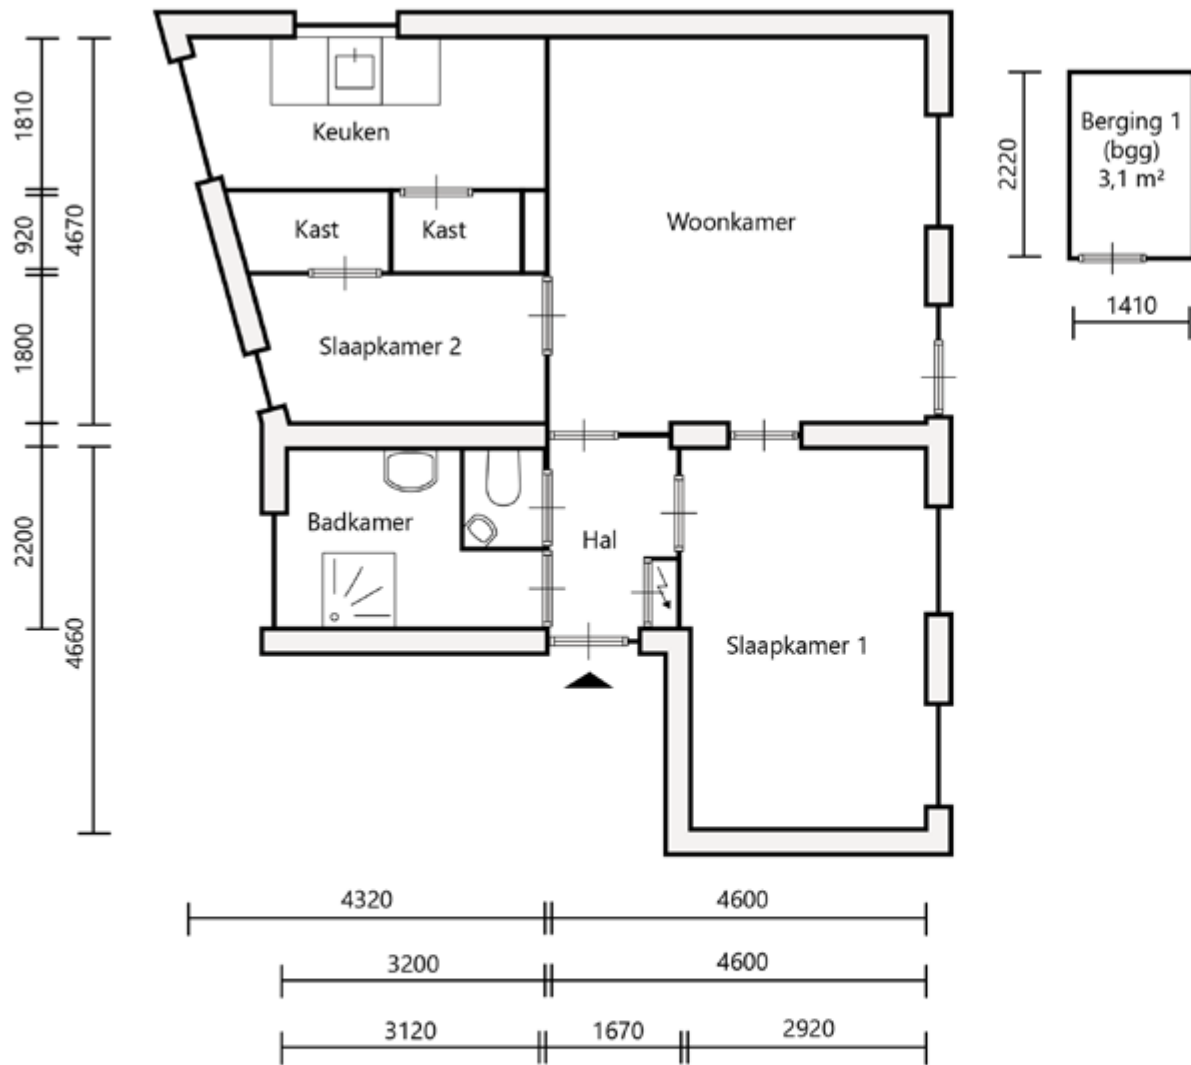 Keuken
Kast
Kast
Woonkamer
Slaapkamer 2
Badkamer
Hal
Slaapkamer 1
Berging 1
(bgg)
3,1 m²
2220
1410
1810
920
4670
1800
2200
4660
4320
4600
3200
4600
3120
1670
2920